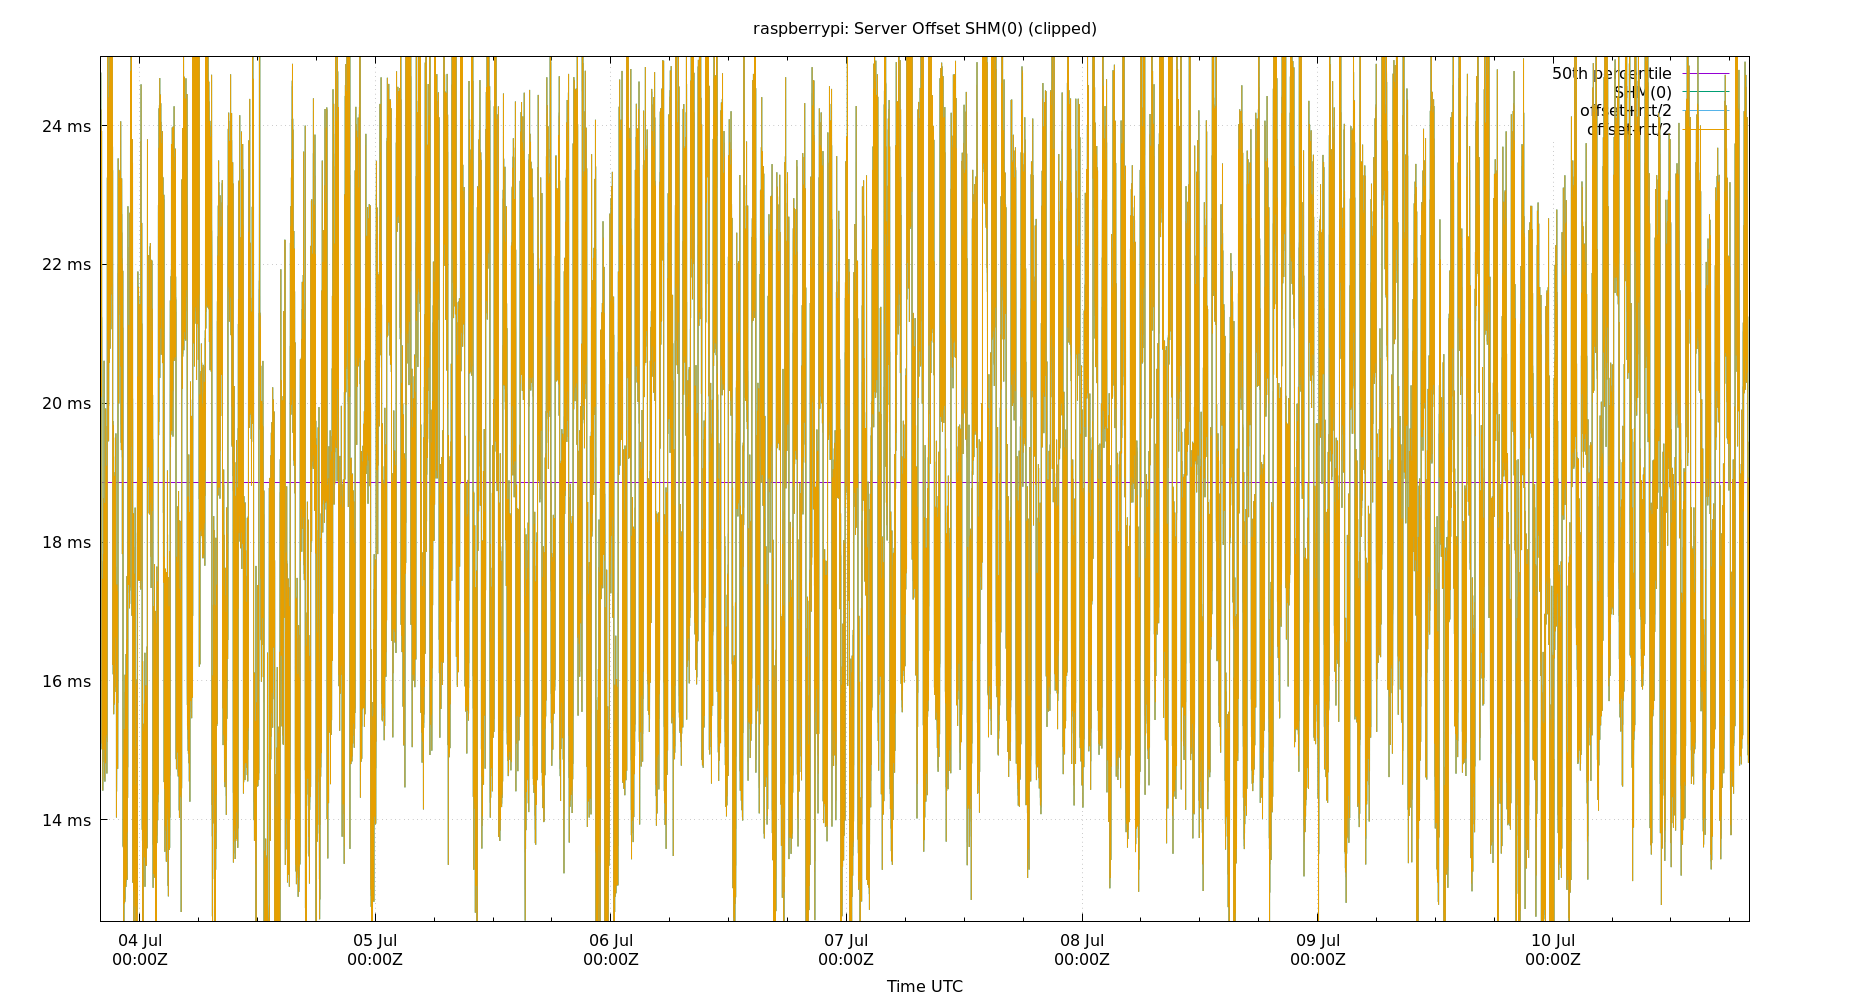 raspberrypi: Server Offset SHM(0) (clipped)
50th percentile
SHM(0)
offset+rtt/2
offset-rtt/2
24 ms
22 ms
20 ms
18 ms
16 ms
14 ms
04 Jul 05 Jul 06 Jul 07 Jul 08 Jul 09 Jul 10 Jul
00:00Z 00:00Z 00:00Z 00:00Z 00:00Z 00:00Z 00:00Z
Time UTC